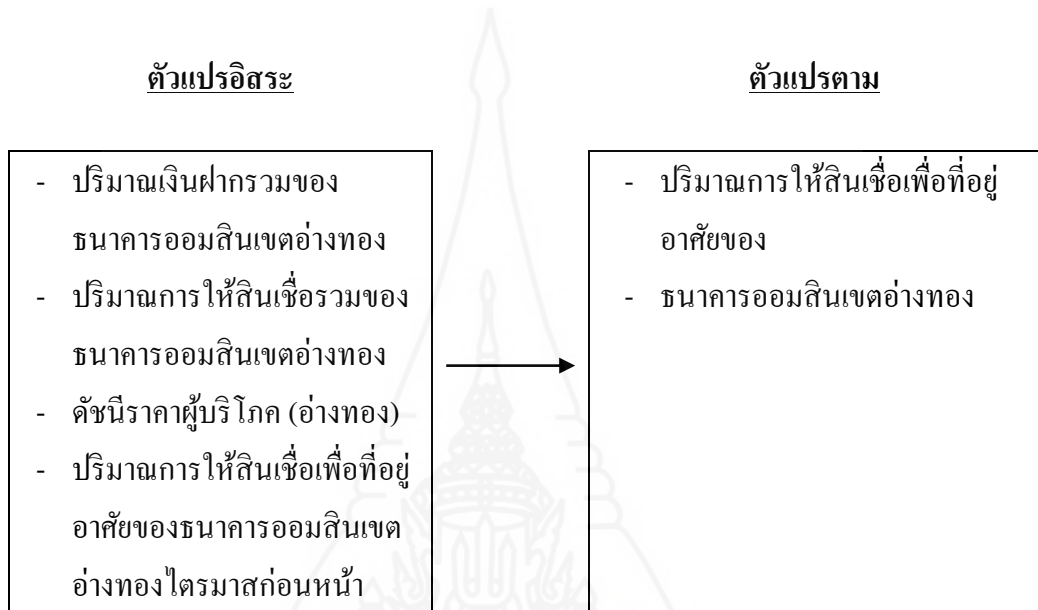 ตัวแปรอิสระ
- ปริมาณเงินฝากรวมของ
ธนาคารออมสินเขตอ่างทอง
- ปริมาณการให้สินเชื่อรวมของ
ธนาคารออมสินเขตอ่างทอง
- ดัชนีราคาผู้บริโภค (อ่างทอง)
- ปริมาณการให้สินเชื่อเพื่อที่อยู่
อาศัยของธนาคารออมสินเขต
อ่างทองไตรมาสก่อนหน้า
ตัวแปรตาม
- ปริมาณการให้สินเชื่อเพื่อที่อยู่
อาศัยของ
- ธนาคารออมสินเขตอ่างทอง